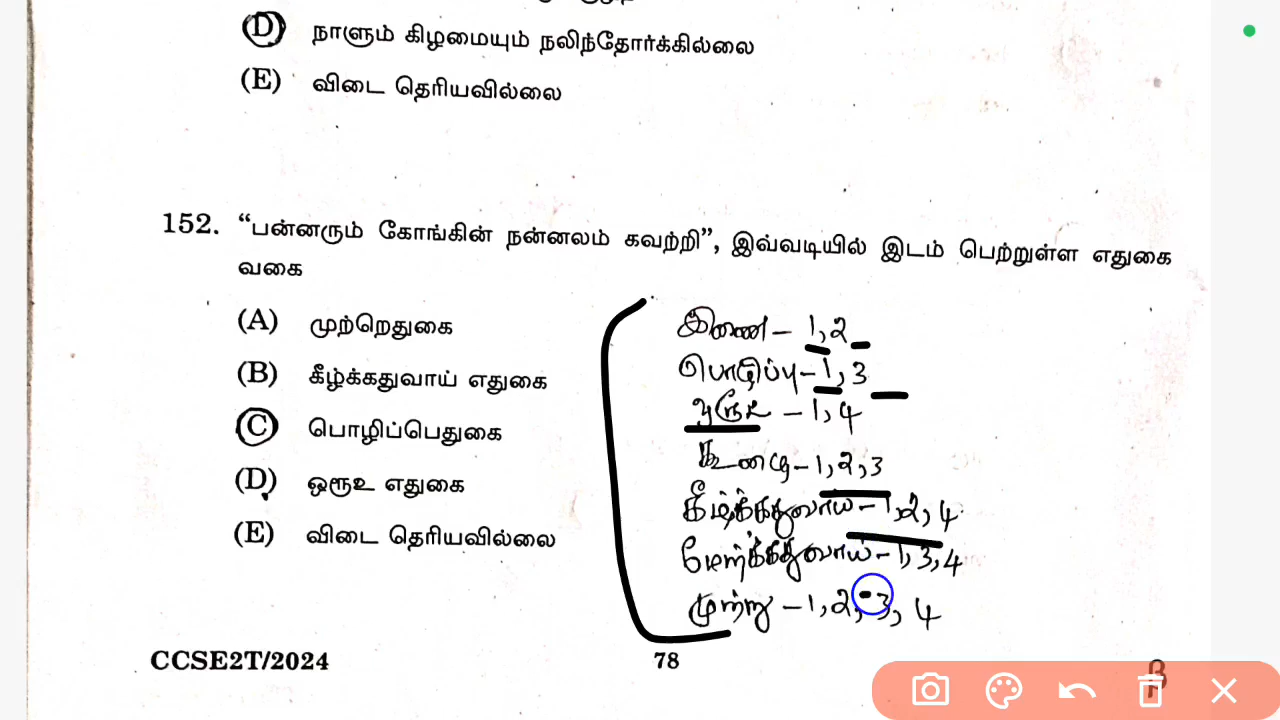 (D) நாளும் கிழமையும் நலிந்தோர்க்கில்லை
(E) விடை தெரியவில்லை
152. “பன்னரும் கோங்கின் நன்னலம் கவற்றி”, இவ்வடியில் இடம் பெற்றுள்ள எதுகை
வகை
(A) முற்றெதுகை
(B) கீழ்க்கதுவாய் எதுகை
(C) பொழிப்பெதுகை
(D) ஒரூஉ எதுகை
(E) விடை தெரியவில்லை
இணை – 1, 2
பொழிப்பு – 1, 3
ஒரூஉ – 1, 4
கூழை – 1, 2, 3
கீழ்க்கதுவாய் – 1, 2, 4
மேற்கதுவாய் – 1, 3, 4
முற்று – 1, 2, 3, 4
CCSE2T/2024 78